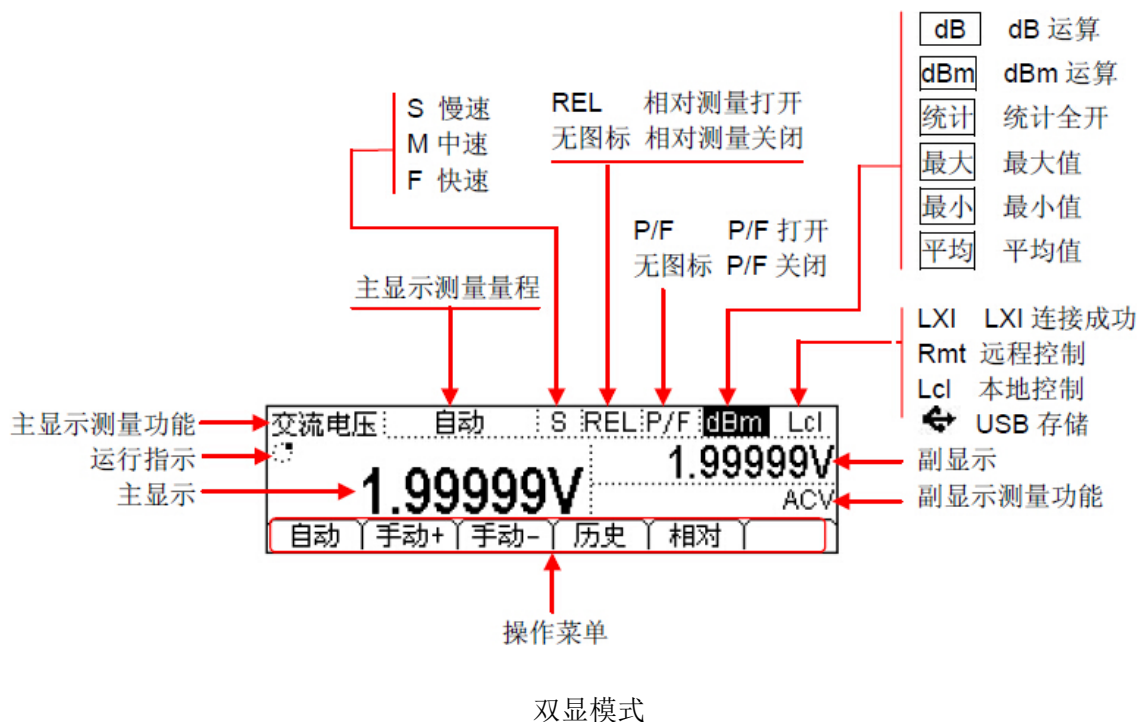 dB dB 运算
dBm dBm 运算
统计 统计全开
最大 最大值
最小 最小值
平均 平均值
S 慢速
M 中速
F 快速
REL 相对测量打开
无图标 相对测量关闭
P/F P/F 打开
无图标 P/F 关闭
主显示测量量程
LXI LXI 连接成功
Rmt 远程控制
Lcl 本地控制
USB 存储
主显示测量功能
运行指示
主显示
交流电压 自动 S REL P/F dBm Lcl
1.99999V
1.99999V
ACV
自动 手动+ 手动- 历史 相对
副显示
副显示测量功能
操作菜单
双显模式